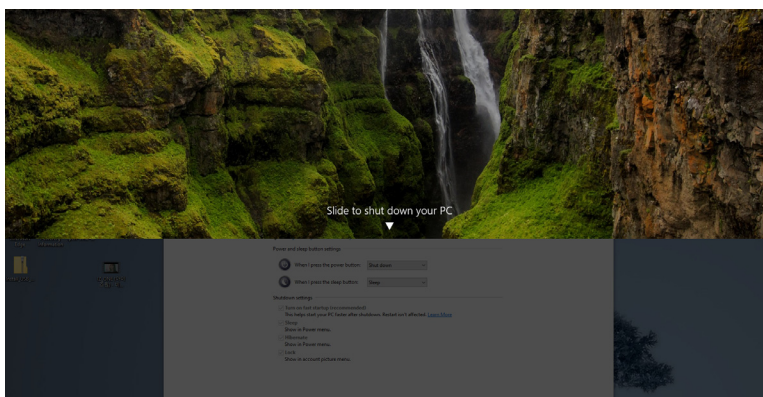 Slide to shut down your PC
Power and sleep button settings
When I press the power button: Shut down
When I press the sleep button: Sleep
Shutdown settings
Turn on fast startup (recommended)
This helps start your PC faster after shutdown. Restart isn't affected. Learn More
Sleep
Show in Power menu.
Hibernate
Show in Power menu.
Lock
Show in account picture menu.